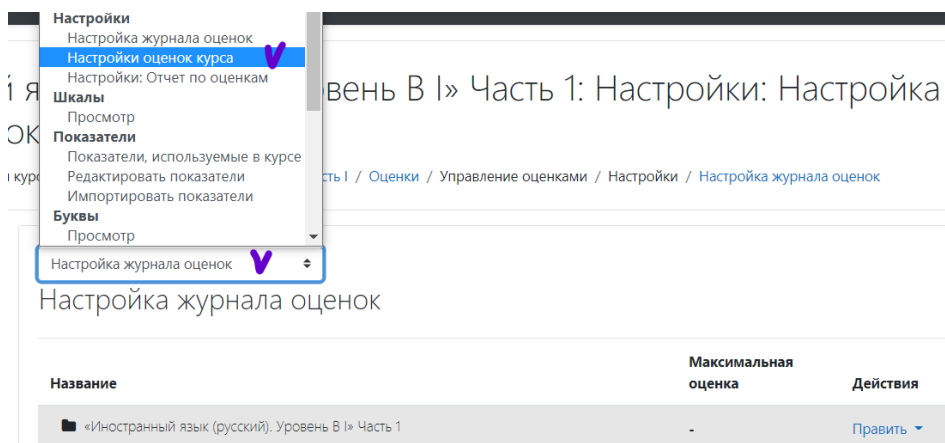 Настройки
Настройка журнала оценок
Настройки оценок курса
Настройки: Отчет по оценкам
Шкалы
Просмотр
Показатели
Показатели, используемые в курсе
Редактировать показатели
Импортировать показатели
Буквы
Просмотр
й я вень B I» Часть 1: Настройки: Настройка
ок
кур сть I / Оценки / Управление оценками / Настройки / Настройка журнала оценок
Настройка журнала оценок
Настройка журнала оценок
Название Максимальная оценка Действия
«Иностранный язык (русский). Уровень B I» Часть 1 - Править